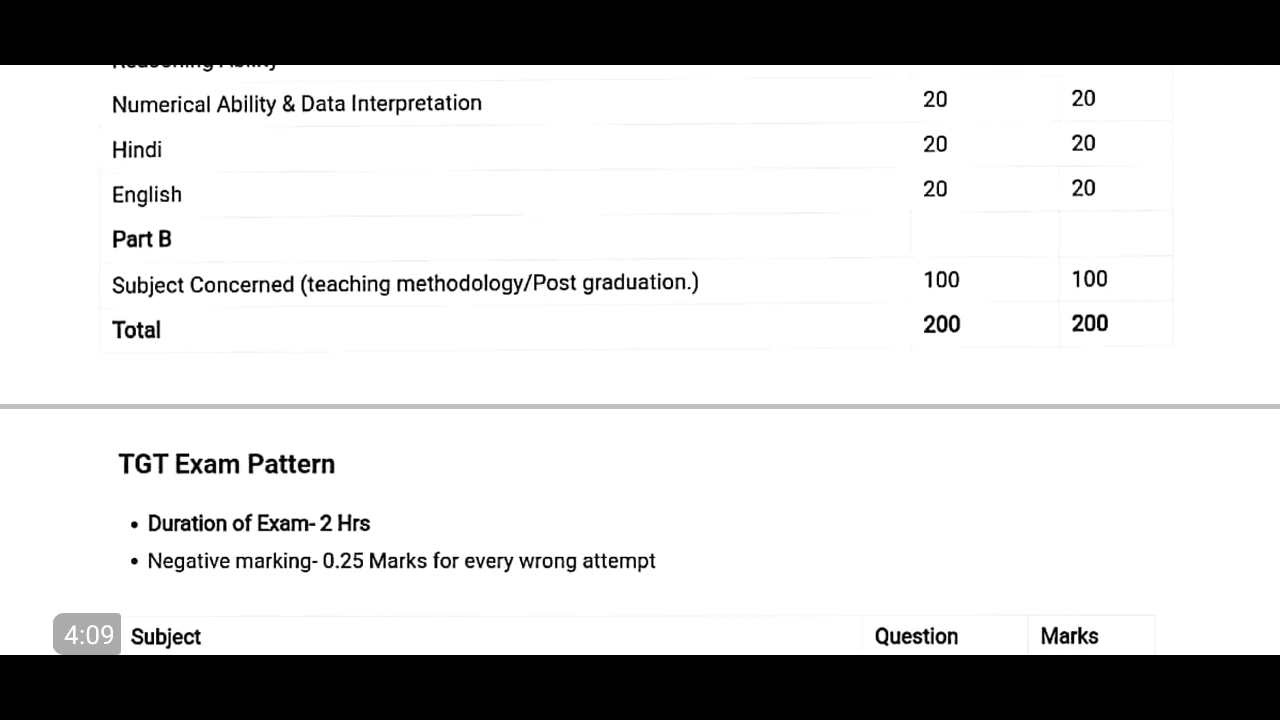 Reasoning Ability
Numerical Ability & Data Interpretation 20 20
Hindi 20 20
English 20 20
Part B
Subject Concerned (teaching methodology/Post graduation.) 100 100
Total 200 200
TGT Exam Pattern
• Duration of Exam- 2 Hrs
• Negative marking- 0.25 Marks for every wrong attempt
4:09
Subject Question Marks